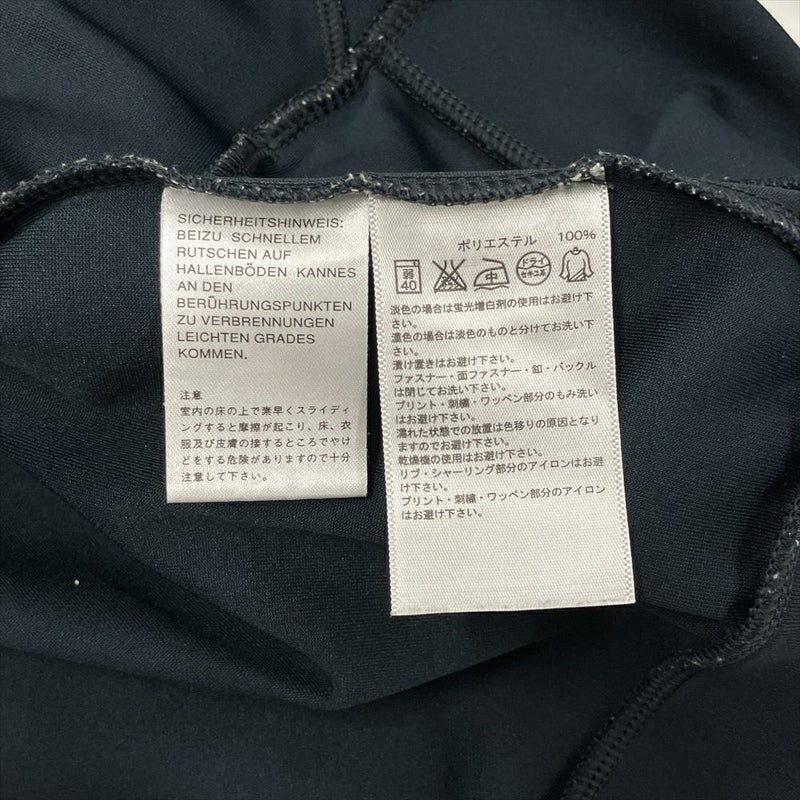 SICHERHEITSHINWEIS:
BEIZU SCHNELLEM
RUTSCHEN AUF
HALLENBÖDEN KANNES
AN DEN
BERÜHRUNGSPUNKTEN
ZU VERBRENNUNGEN
LEICHTEN GRADES
KOMMEN.
注意
室内の床の上で素早くスライディ
ングすると摩擦が起こり、床、衣
服及び皮膚の接するところでやけ
どをする危険がありますので十分
注意して下さい。
ポリエステル 100%
弱 40 中 ドライ セキユ系
淡色の場合は蛍光増白剤の使用はお避け下
さい。
濃色の場合は淡色のものと分けてお洗い下
さい。
漬け置きはお避け下さい。
ファスナー・面ファスナー・釦・バックル
は閉じてお洗い下さい。
プリント・刺繍・ワッペン部分のもみ洗い
はお避け下さい。
濡れた状態での放置は色移りの原因となり
ますのでお避け下さい。
乾燥機の使用はお避け下さい。
リブ・シャーリング部分のアイロンはお避
け下さい。
プリント・刺繍・ワッペン部分のアイロン
はお避け下さい。